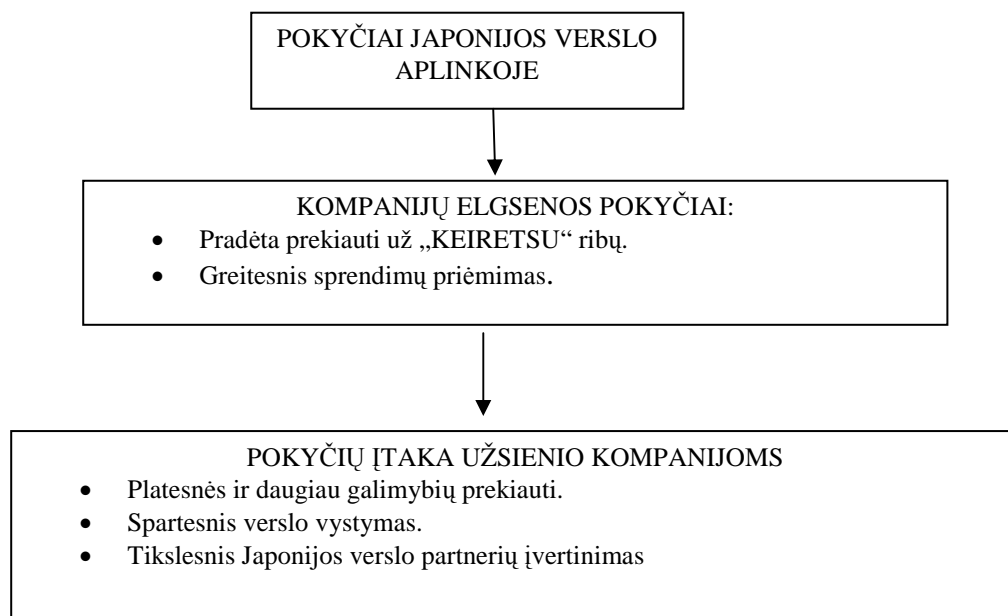 POKYČIAI JAPONIJOS VERSLO
APLINKOJE
KOMPANIJŲ ELGSENOS POKYČIAI:
• Pradėta prekiauti už „KEIRETSU“ ribų.
• Greitesnis sprendimų priėmimas.
POKYČIŲ ĮTAKA UŽSIENIO KOMPANIJOMS
• Platesnės ir daugiau galimybių prekiauti.
• Spartesnis verslo vystymas.
• Tikslesnis Japonijos verslo partnerių įvertinimas